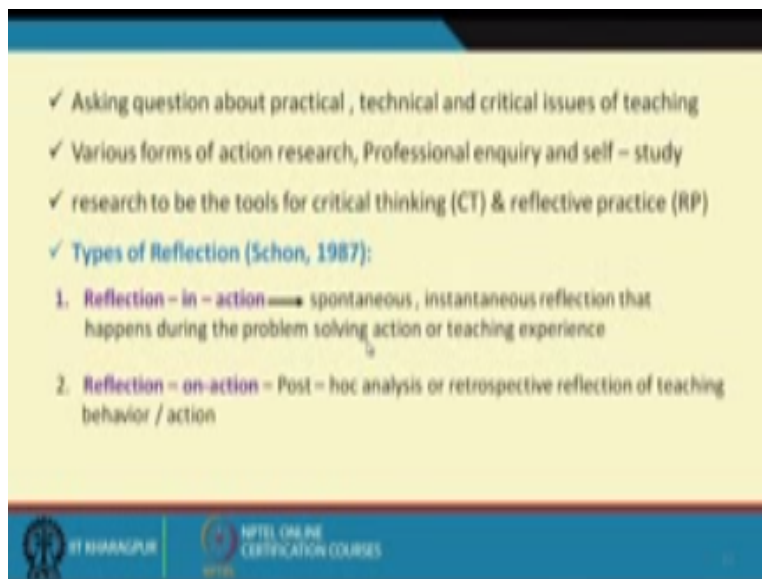 ✓ Asking question about practical , technical and critical issues of teaching
✓ Various forms of action research, Professional enquiry and self – study
✓ research to be the tools for critical thinking (CT) & reflective practice (RP)
✓ Types of Reflection (Schon, 1987):
1. Reflection – in – action → spontaneous , instantaneous reflection that
happens during the problem solving action or teaching experience
2. Reflection – on-action – Post – hoc analysis or retrospective reflection of teaching
behavior / action
IIT KHARAGPUR
NPTEL ONLINE
CERTIFICATION COURSES
NPTEL